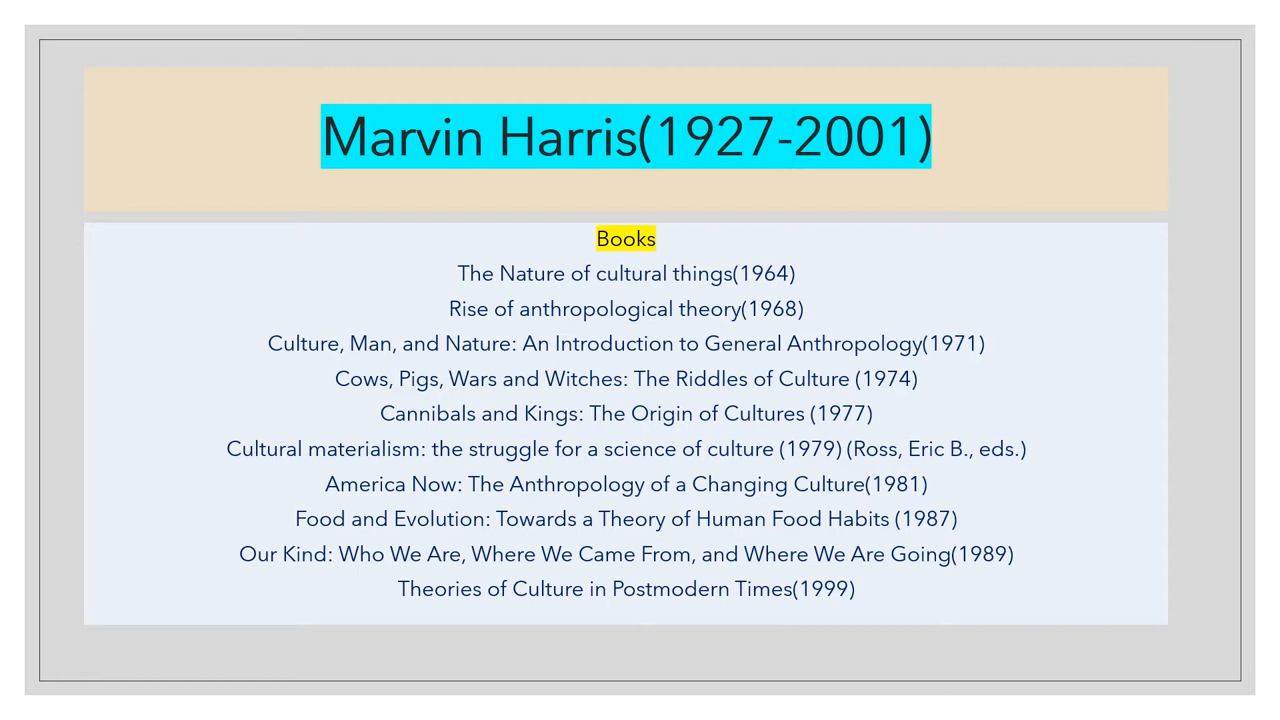 Marvin Harris(1927-2001)
Books
The Nature of cultural things(1964)
Rise of anthropological theory(1968)
Culture, Man, and Nature: An Introduction to General Anthropology(1971)
Cows, Pigs, Wars and Witches: The Riddles of Culture (1974)
Cannibals and Kings: The Origin of Cultures (1977)
Cultural materialism: the struggle for a science of culture (1979) (Ross, Eric B., eds.)
America Now: The Anthropology of a Changing Culture(1981)
Food and Evolution: Towards a Theory of Human Food Habits (1987)
Our Kind: Who We Are, Where We Came From, and Where We Are Going(1989)
Theories of Culture in Postmodern Times(1999)